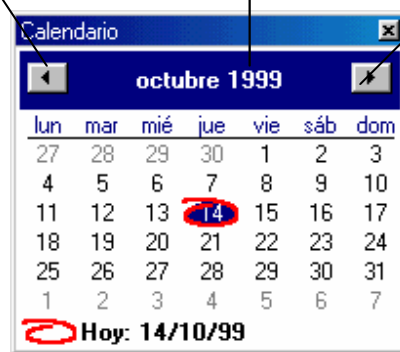 Calendario
octubre 1999
lun mar mié jue vie sáb dom
27 28 29 30 1 2 3
4 5 6 7 8 9 10
11 12 13 14 15 16 17
18 19 20 21 22 23 24
25 26 27 28 29 30 31
1 2 3 4 5 6 7
Hoy: 14/10/99